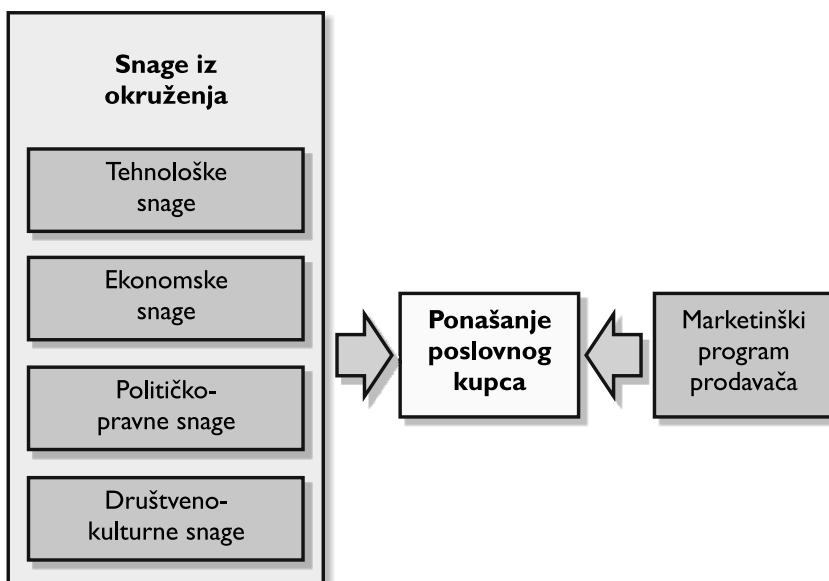 Snage iz
okruženja
Tehnološke
snage
Ekonomske
snage
Političko-
pravne snage
Društveno-
kulturne snage
Ponašanje
poslovnog
kupca
Marketinški
program
prodavača